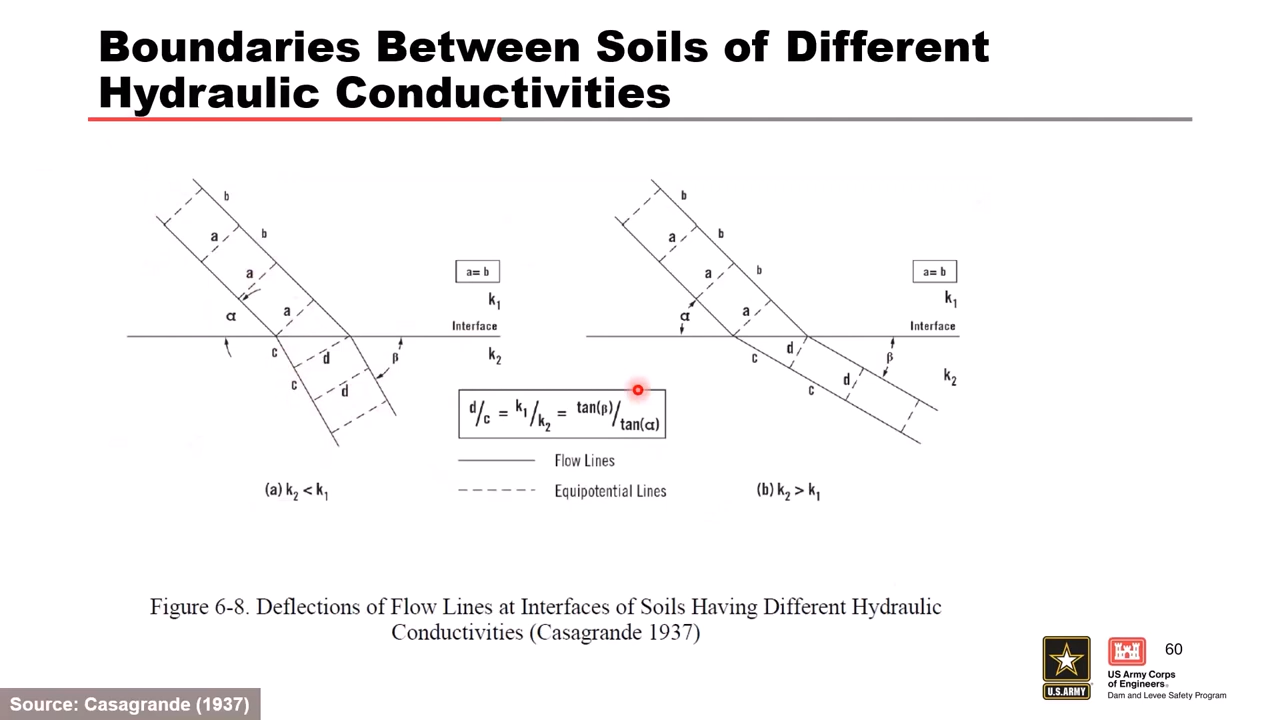 Boundaries Between Soils of Different
Hydraulic Conductivities
b
a
b
a
α
a
a= b
k₁
Interface
k₂
c
d
c
d
β
(a) k₂ < k₁
b
a
b
a
b
α
a
a= b
k₁
Interface
k₂
c
d
c
d
β
(b) k₂ > k₁
d/c = k₁/k₂ = tan(β)/tan(α)
Flow Lines
Equipotential Lines
Figure 6-8. Deflections of Flow Lines at Interfaces of Soils Having Different Hydraulic
Conductivities (Casagrande 1937)
U.S.ARMY
US Army Corps
of Engineers®
Dam and Levee Safety Program
60
Source: Casagrande (1937)